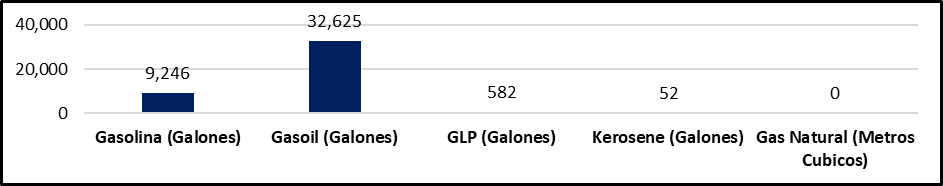 40,000
20,000
0
9,246
32,625
582
52
0
Gasolina (Galones)
Gasoil (Galones)
GLP (Galones)
Kerosene (Galones)
Gas Natural (Metros
Cubicos)